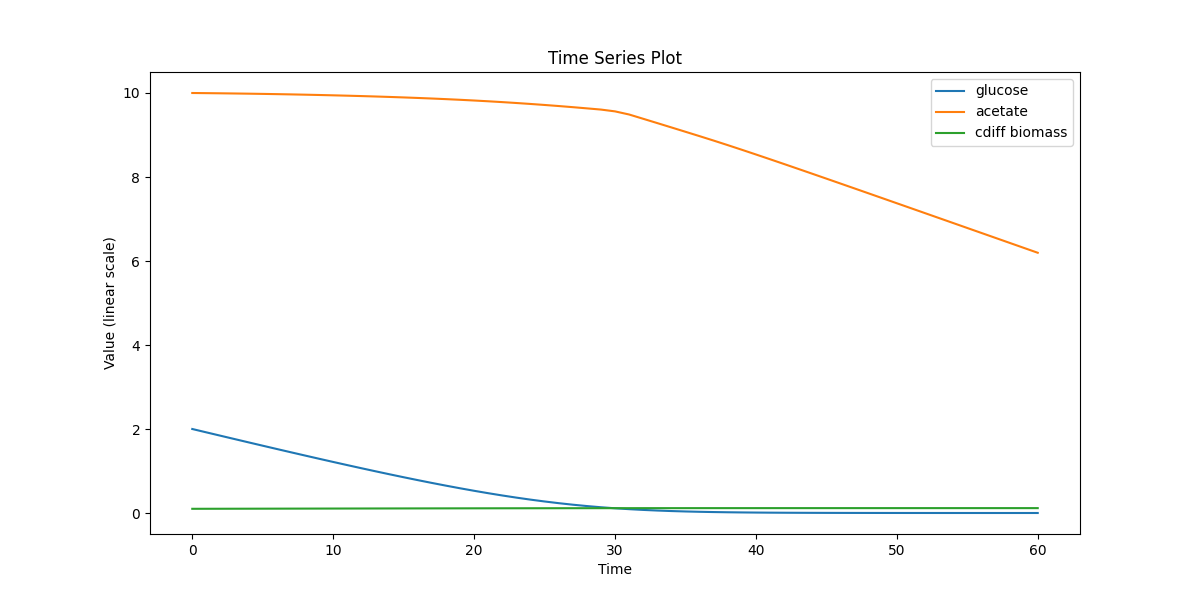 Time Series Plot
glucose
acetate
cdiff biomass
Value (linear scale)
10
8
6
4
2
0
0 10 20 30 40 50 60
Time